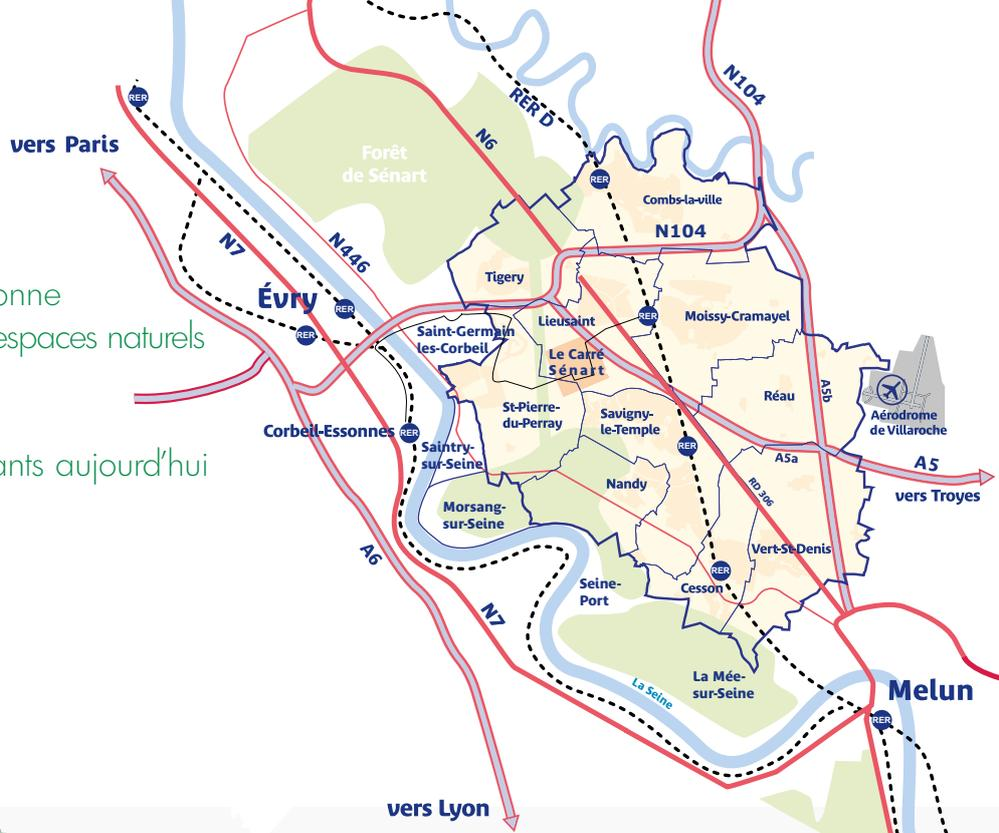 N104
RER D
RER
vers Paris
N6
Forêt
de Sénart
RER
Combs-la-ville
N104
N7
N446
Tigery
onne
Évry
RER
espaces naturels
RER
Saint-Germain
les-Corbeil
Lieusaint
RER
Moissy-Cramayel
Le Carré
Sénart
A5b
Réau
Aérodrome
de Villaroche
St-Pierre-
du-Perray
Savigny-
le-Temple
Corbeil-Essonnes
RER
RER
Saintry-
sur-Seine
ants aujourd'hui
A5a
A5
vers Troyes
Nandy
RD 306
Morsang-
sur-Seine
A6
Vert-St-Denis
RER
Cesson
Seine-
Port
N7
La Seine
La Mée-
sur-Seine
Melun
RER
vers Lyon